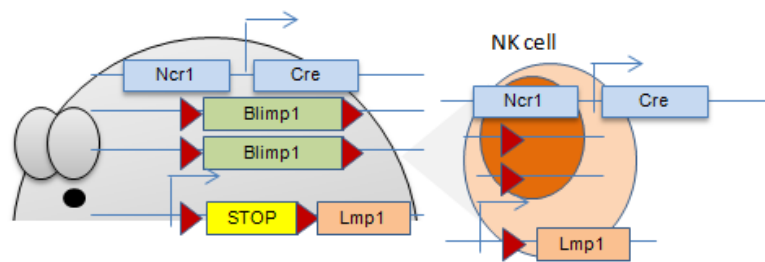 NK cell
Ncr1 Cre
Ncr1 Cre
Blimp1
Blimp1
STOP Lmp1
Lmp1